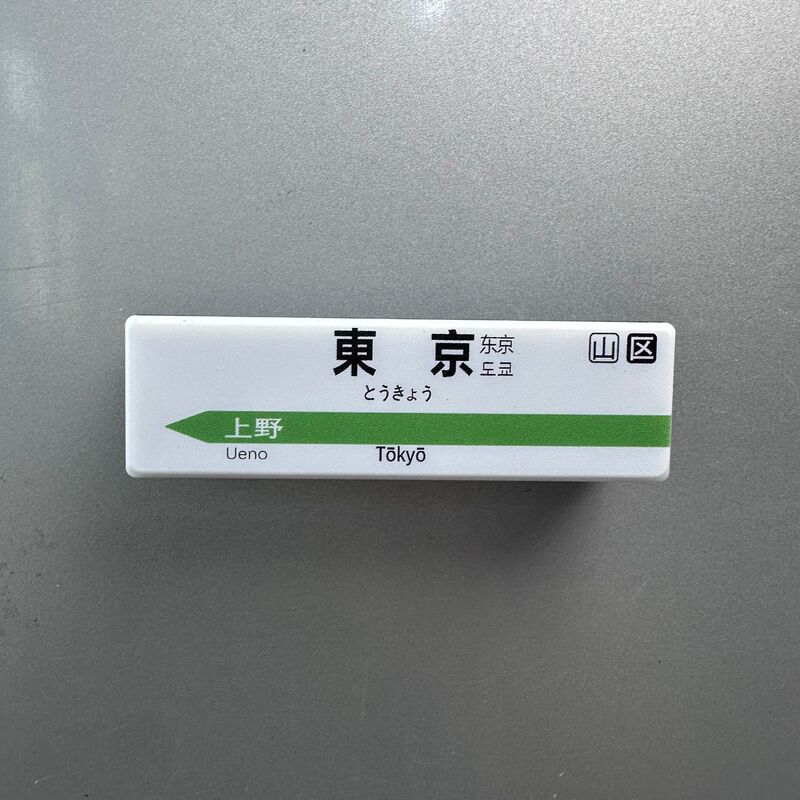 東京
东京
도쿄
山 区
とうきょう
上野
Ueno
Tōkyō